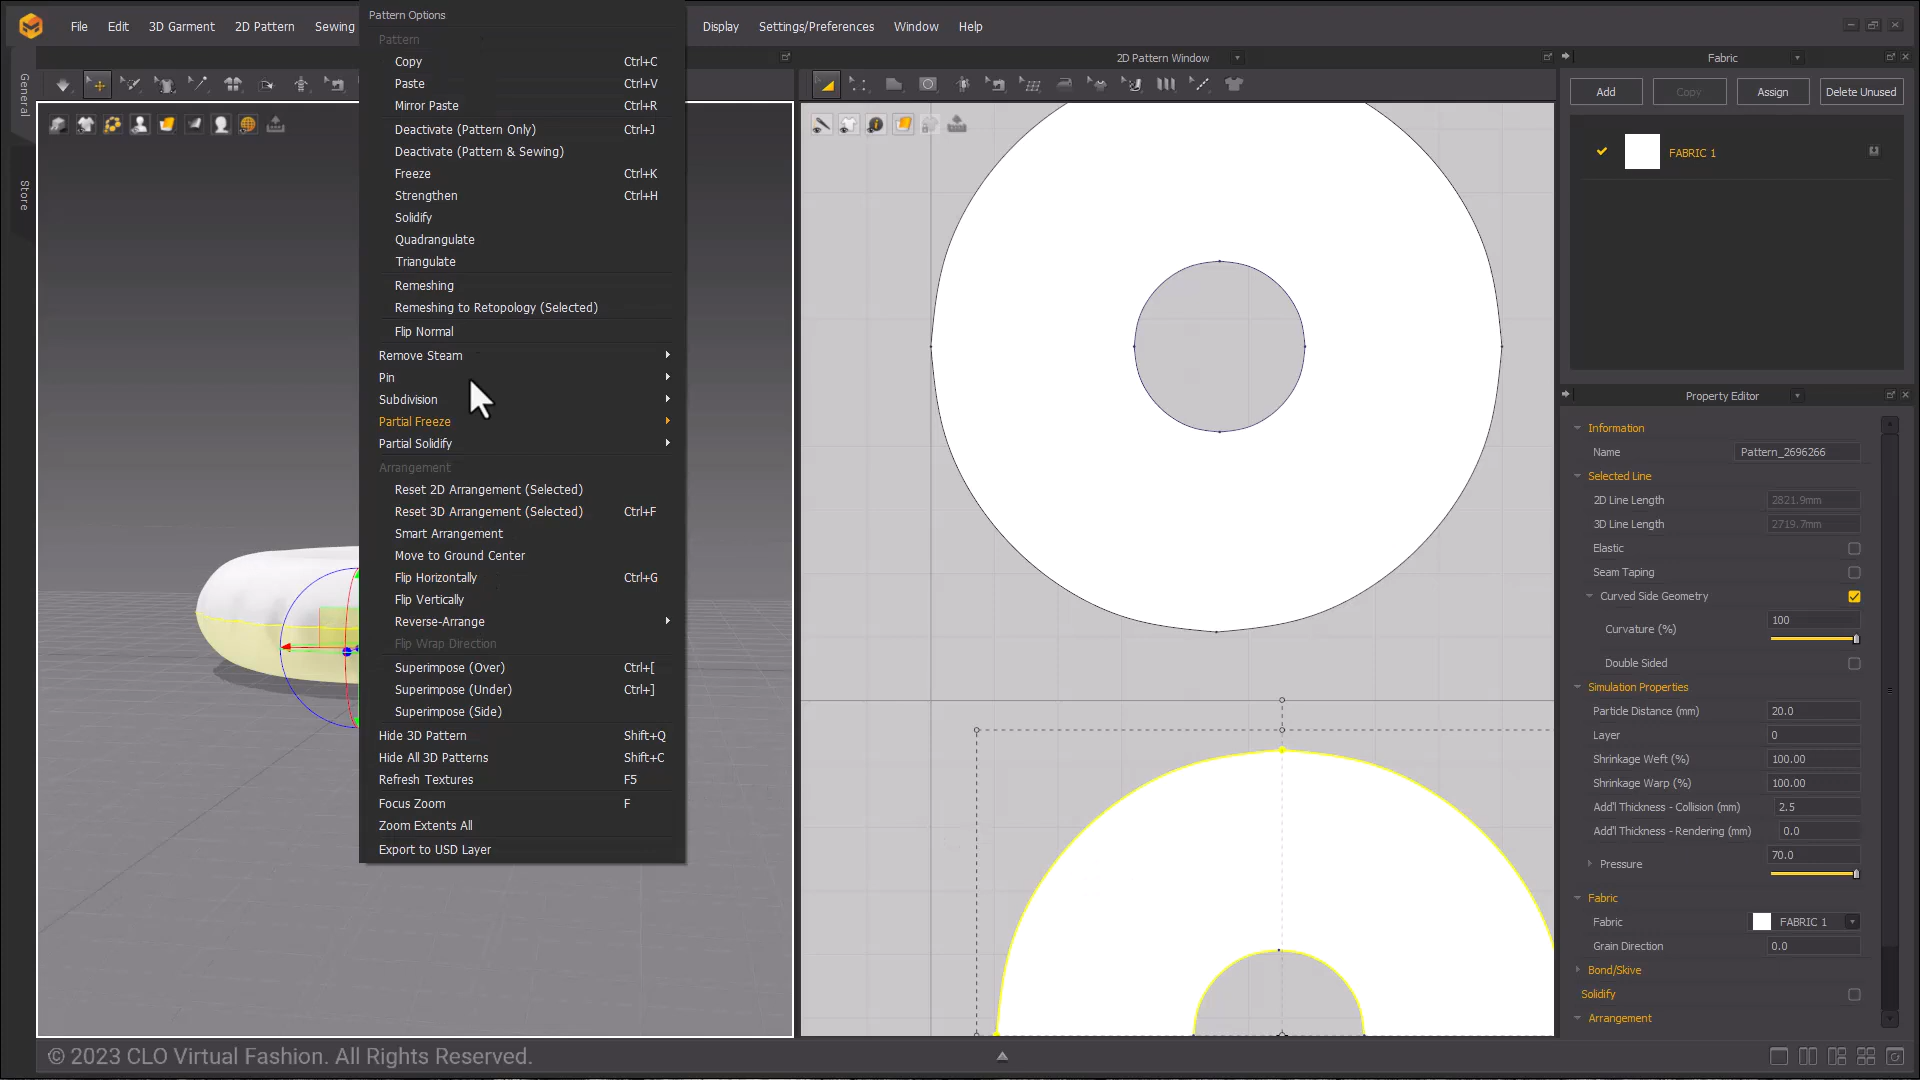 File Edit 3D Garment 2D Pattern Sewing Display Settings/Preferences Window Help
General
Store
Pattern Options
Pattern
Copy Ctrl+C
Paste Ctrl+V
Mirror Paste Ctrl+R
Deactivate (Pattern Only) Ctrl+J
Deactivate (Pattern & Sewing)
Freeze Ctrl+K
Strengthen Ctrl+H
Solidify
Quadrangulate
Triangulate
Remeshing
Remeshing to Retopology (Selected)
Flip Normal
Remove Steam
Pin
Subdivision
Partial Freeze
Partial Solidify
Arrangement
Reset 2D Arrangement (Selected)
Reset 3D Arrangement (Selected) Ctrl+F
Smart Arrangement
Move to Ground Center
Flip Horizontally Ctrl+G
Flip Vertically
Reverse-Arrange
Flip Wrap Direction
Superimpose (Over) Ctrl+[
Superimpose (Under) Ctrl+]
Superimpose (Side)
Hide 3D Pattern Shift+Q
Hide All 3D Patterns Shift+C
Refresh Textures F5
Focus Zoom F
Zoom Extents All
Export to USD Layer
2D Pattern Window
Fabric
Add Copy Assign Delete Unused
FABRIC 1
Property Editor
Information
Name Pattern_2696266
Selected Line
2D Line Length 2821.9mm
3D Line Length 2719.7mm
Elastic
Seam Taping
Curved Side Geometry
Curvature (%) 100
Double Sided
Simulation Properties
Particle Distance (mm) 20.0
Layer 0
Shrinkage Weft (%) 100.00
Shrinkage Warp (%) 100.00
Add'l Thickness - Collision (mm) 2.5
Add'l Thickness - Rendering (mm) 0.0
Pressure 70.0
Fabric
Fabric FABRIC 1
Grain Direction 0.0
Bond/Skive
Solidify
Arrangement
© 2023 CLO Virtual Fashion. All Rights Reserved.